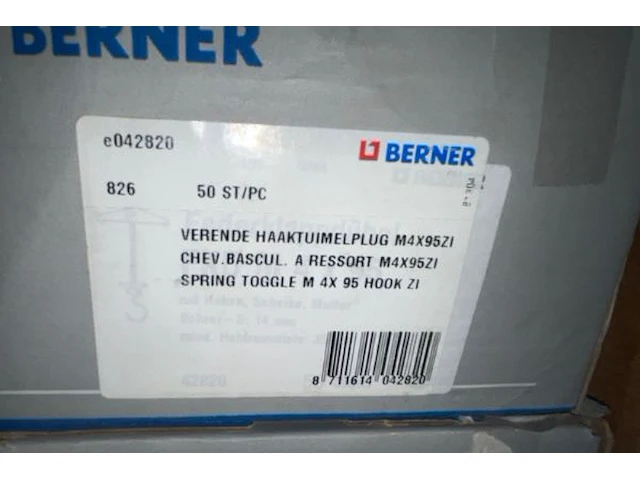 BERNER
e042820
BERNER
826 50 ST/PC
VERENDE HAAKTUIMELPLUG M4X95ZI
CHEV.BASCUL. A RESSORT M4X95ZI
SPRING TOGGLE M 4X 95 HOOK ZI
62820
8 711614 042820